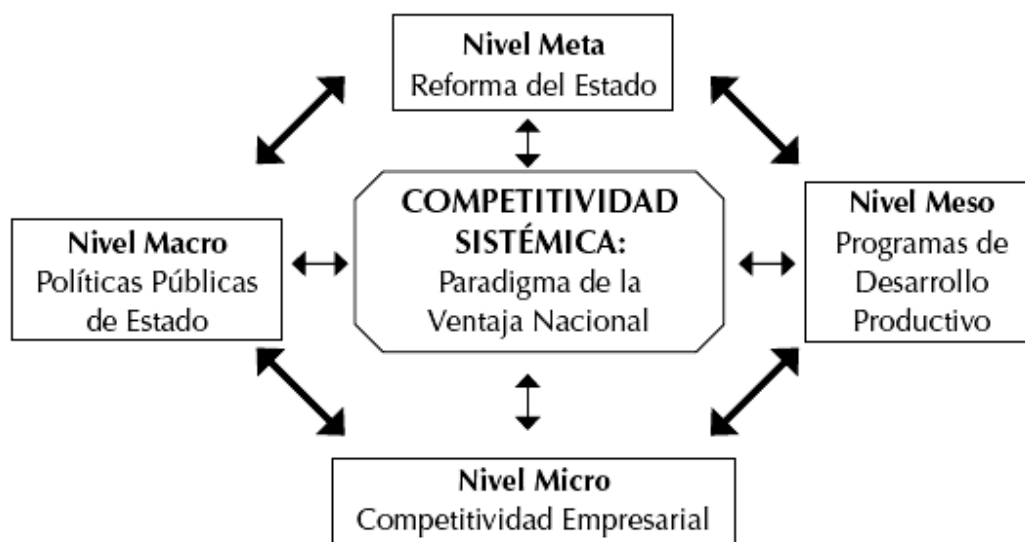 Nivel Meta
Reforma del Estado
COMPETITIVIDAD
SISTÉMICA:
Paradigma de la
Ventaja Nacional
Nivel Macro
Políticas Públicas
de Estado
Nivel Meso
Programas de
Desarrollo
Productivo
Nivel Micro
Competitividad Empresarial